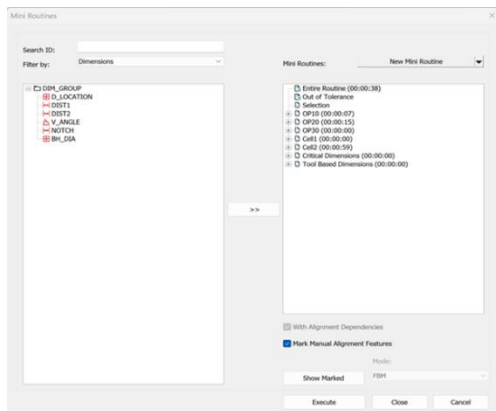 Mini Routines
Search ID:
Filter by:
Dimensions
DIM_GROUP
D_LOCATION
DIST1
DIST2
V_ANGLE
NOTCH
BH_DIA
>>
Mini Routines:
New Mini Routine
Entire Routine (00:00:38)
Out of Tolerance
Selection
OP10 (00:00:07)
OP20 (00:00:15)
OP30 (00:00:00)
Cell1 (00:00:00)
Cell2 (00:00:59)
Critical Dimensions (00:00:00)
Tool Based Dimensions (00:00:00)
With Alignment Dependencies
Mark Manual Alignment Features
Mode:
Show Marked
FBM
Execute
Close
Cancel